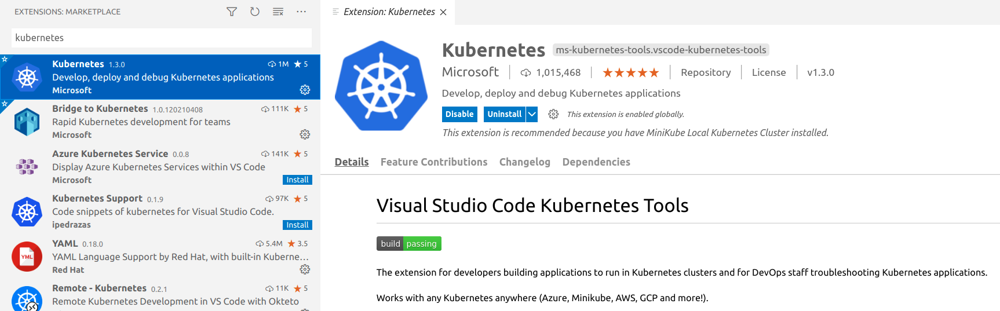 EXTENSIONS: MARKETPLACE
kubernetes
Kubernetes 1.3.0 1M 5
Develop, deploy and debug Kubernetes applications
Microsoft
Bridge to Kubernetes 1.0.120210408 111K 5
Rapid Kubernetes development for teams
Microsoft
Azure Kubernetes Service 0.0.8 141K 5
Display Azure Kubernetes Services within VS Code
Microsoft Install
Kubernetes Support 0.1.9 97K 5
Code snippets of kubernetes for Visual Studio Code.
ipedrazas Install
YAML 0.18.0 5.4M 3.5
YML
YAML Language Support by Red Hat, with built-in Kuberne...
Red Hat
Remote - Kubernetes 0.2.1 11K 5
Remote Kubernetes Development in VS Code with Okteto
Extension: Kubernetes
Kubernetes ms-kubernetes-tools.vscode-kubernetes-tools
Microsoft 1,015,468 Repository License v1.3.0
Develop, deploy and debug Kubernetes applications
Disable Uninstall This extension is enabled globally.
This extension is recommended because you have MiniKube Local Kubernetes Cluster installed.
Details Feature Contributions Changelog Dependencies
Visual Studio Code Kubernetes Tools
build passing
The extension for developers building applications to run in Kubernetes clusters and for DevOps staff troubleshooting Kubernetes applications.
Works with any Kubernetes anywhere (Azure, Minikube, AWS, GCP and more!).